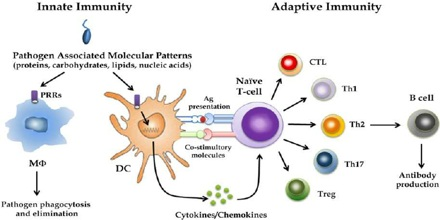 Innate Immunity
Adaptive Immunity
Pathogen Associated Molecular Patterns
(proteins, carbohydrates, lipids, nucleic acids)
PRRs
MΦ
Pathogen phagocytosis
and elimination
DC
Ag
presentation
Co-stimulatory
molecules
Cytokines/Chemokines
Naïve
T-cell
CTL
Th1
Th2
Th17
Treg
B cell
Antibody
production